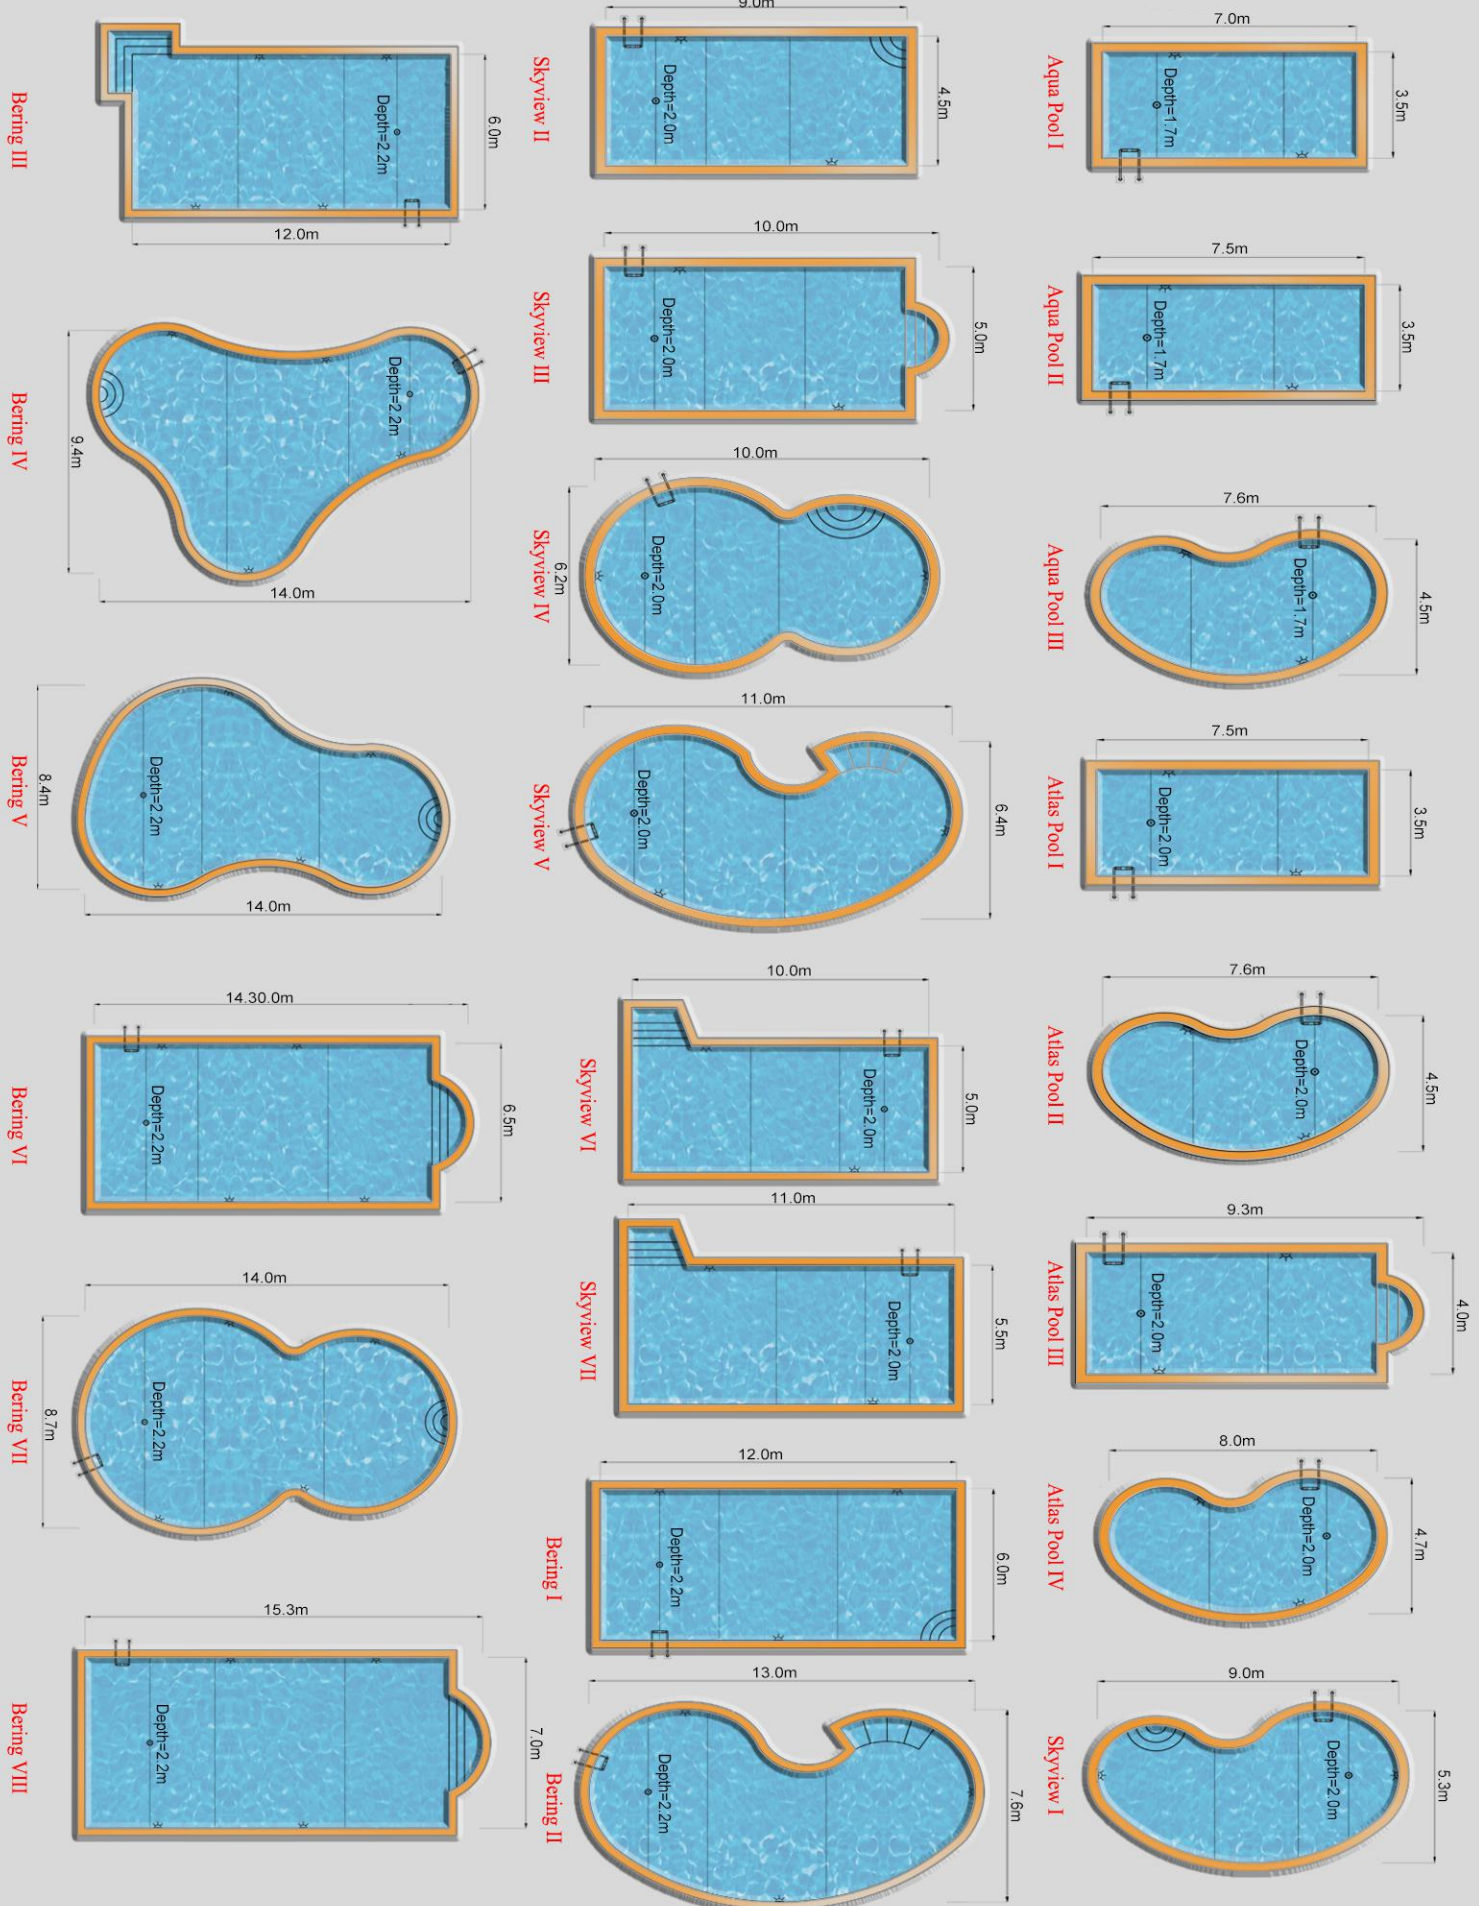 Aqua Pool I
7.0m
3.5m
Depth=1.7m
Aqua Pool II
7.5m
3.5m
Depth=1.7m
Aqua Pool III
7.6m
4.5m
Depth=1.7m
Atlas Pool I
7.5m
3.5m
Depth=2.0m
Atlas Pool II
7.6m
4.5m
Depth=2.0m
Atlas Pool III
9.3m
4.0m
Depth=2.0m
Atlas Pool IV
8.0m
4.7m
Depth=2.0m
Skyview I
9.0m
5.3m
Depth=2.0m
Skyview II
9.0m
4.5m
Depth=2.0m
Skyview III
10.0m
5.0m
Depth=2.0m
Skyview IV
10.0m
6.2m
Depth=2.0m
Skyview V
11.0m
6.4m
Depth=2.0m
Skyview VI
10.0m
5.0m
Depth=2.0m
Skyview VII
11.0m
5.5m
Depth=2.0m
Bering I
12.0m
6.0m
Depth=2.2m
Bering II
13.0m
7.6m
Depth=2.2m
Bering III
12.0m
6.0m
Depth=2.2m
Bering IV
14.0m
9.4m
Depth=2.2m
Bering V
14.0m
8.4m
Depth=2.2m
Bering VI
14.30.0m
6.5m
Depth=2.2m
Bering VII
14.0m
8.7m
Depth=2.2m
Bering VIII
15.3m
7.0m
Depth=2.2m